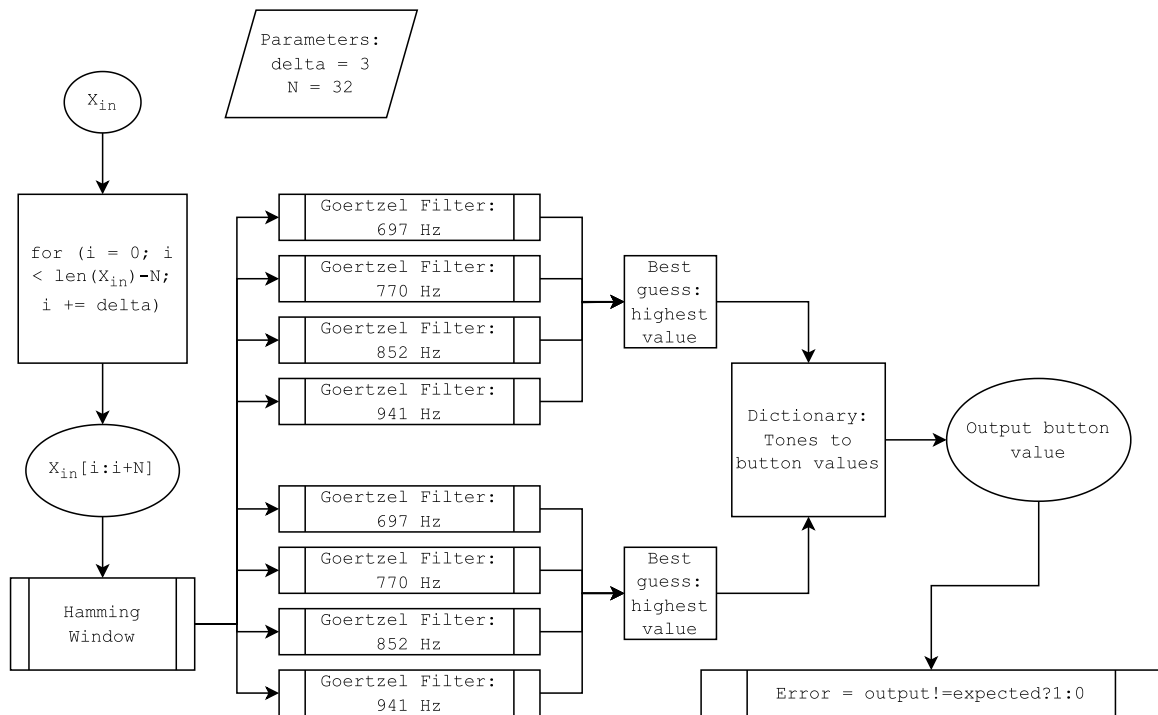 Parameters:
delta = 3
N = 32
Xin
for (i = 0; i
< len(Xin)-N;
i += delta)
Xin[i:i+N]
Hamming
Window
Goertzel Filter:
697 Hz
Goertzel Filter:
770 Hz
Goertzel Filter:
852 Hz
Goertzel Filter:
941 Hz
Best
guess:
highest
value
Goertzel Filter:
697 Hz
Goertzel Filter:
770 Hz
Goertzel Filter:
852 Hz
Goertzel Filter:
941 Hz
Best
guess:
highest
value
Dictionary:
Tones to
button values
Output button
value
Error = output!=expected?1:0